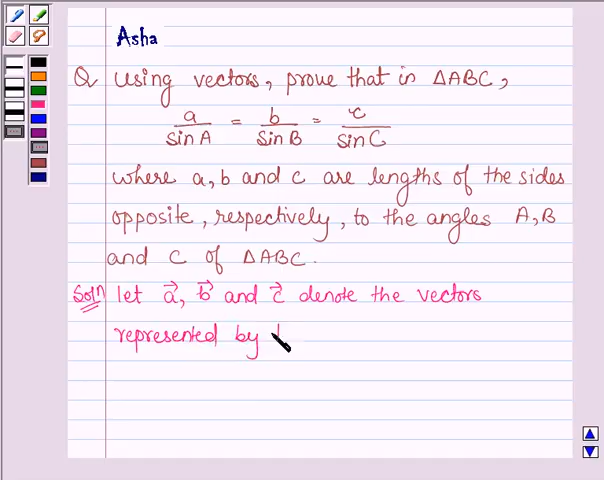 Asha
Q Using vectors, prove that in ΔABC,
a/sin A = b/sin B = c/sin C
where a, b and c are lengths of the sides
opposite, respectively, to the angles A, B
and C of ΔABC.
Soln let a⃗, b⃗ and c⃗ denote the vectors
represented by